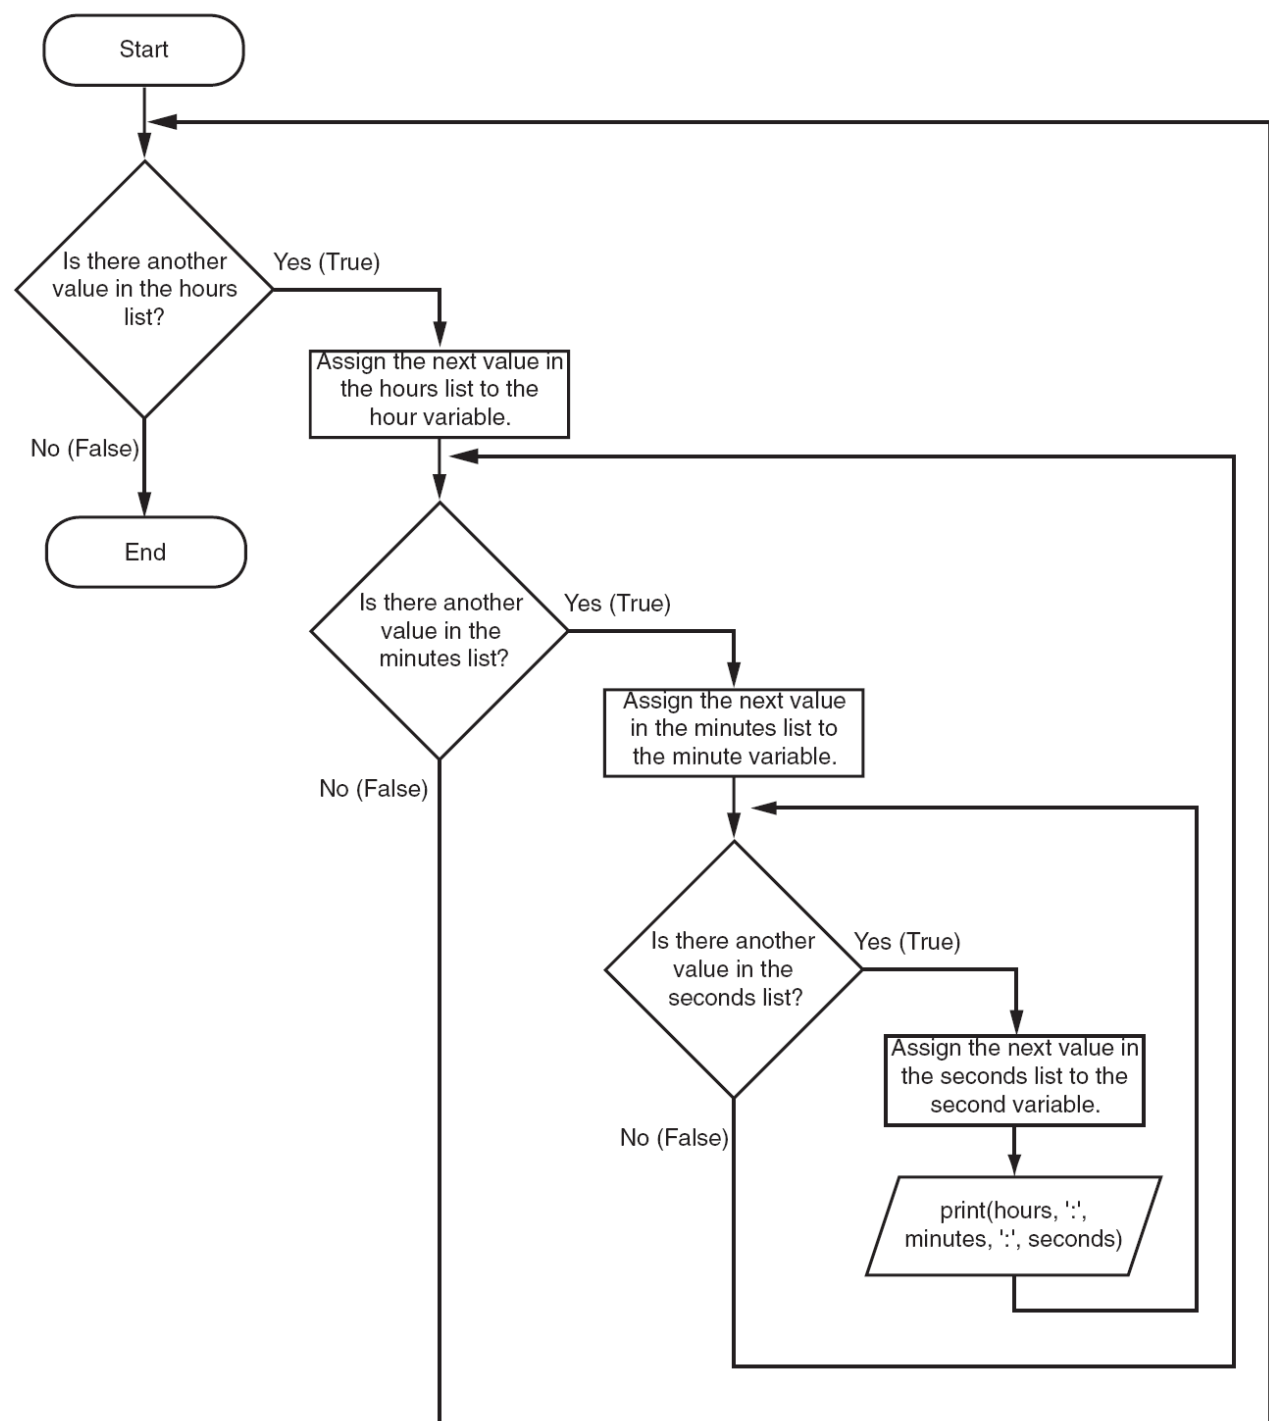 Start
Is there another
value in the hours
list?
Yes (True)
Assign the next value in
the hours list to the
hour variable.
No (False)
End
Is there another
value in the
minutes list?
Yes (True)
Assign the next value
in the minutes list to
the minute variable.
No (False)
Is there another
value in the
seconds list?
Yes (True)
Assign the next value in
the seconds list to the
second variable.
No (False)
print(hours, ':',
minutes, ':', seconds)